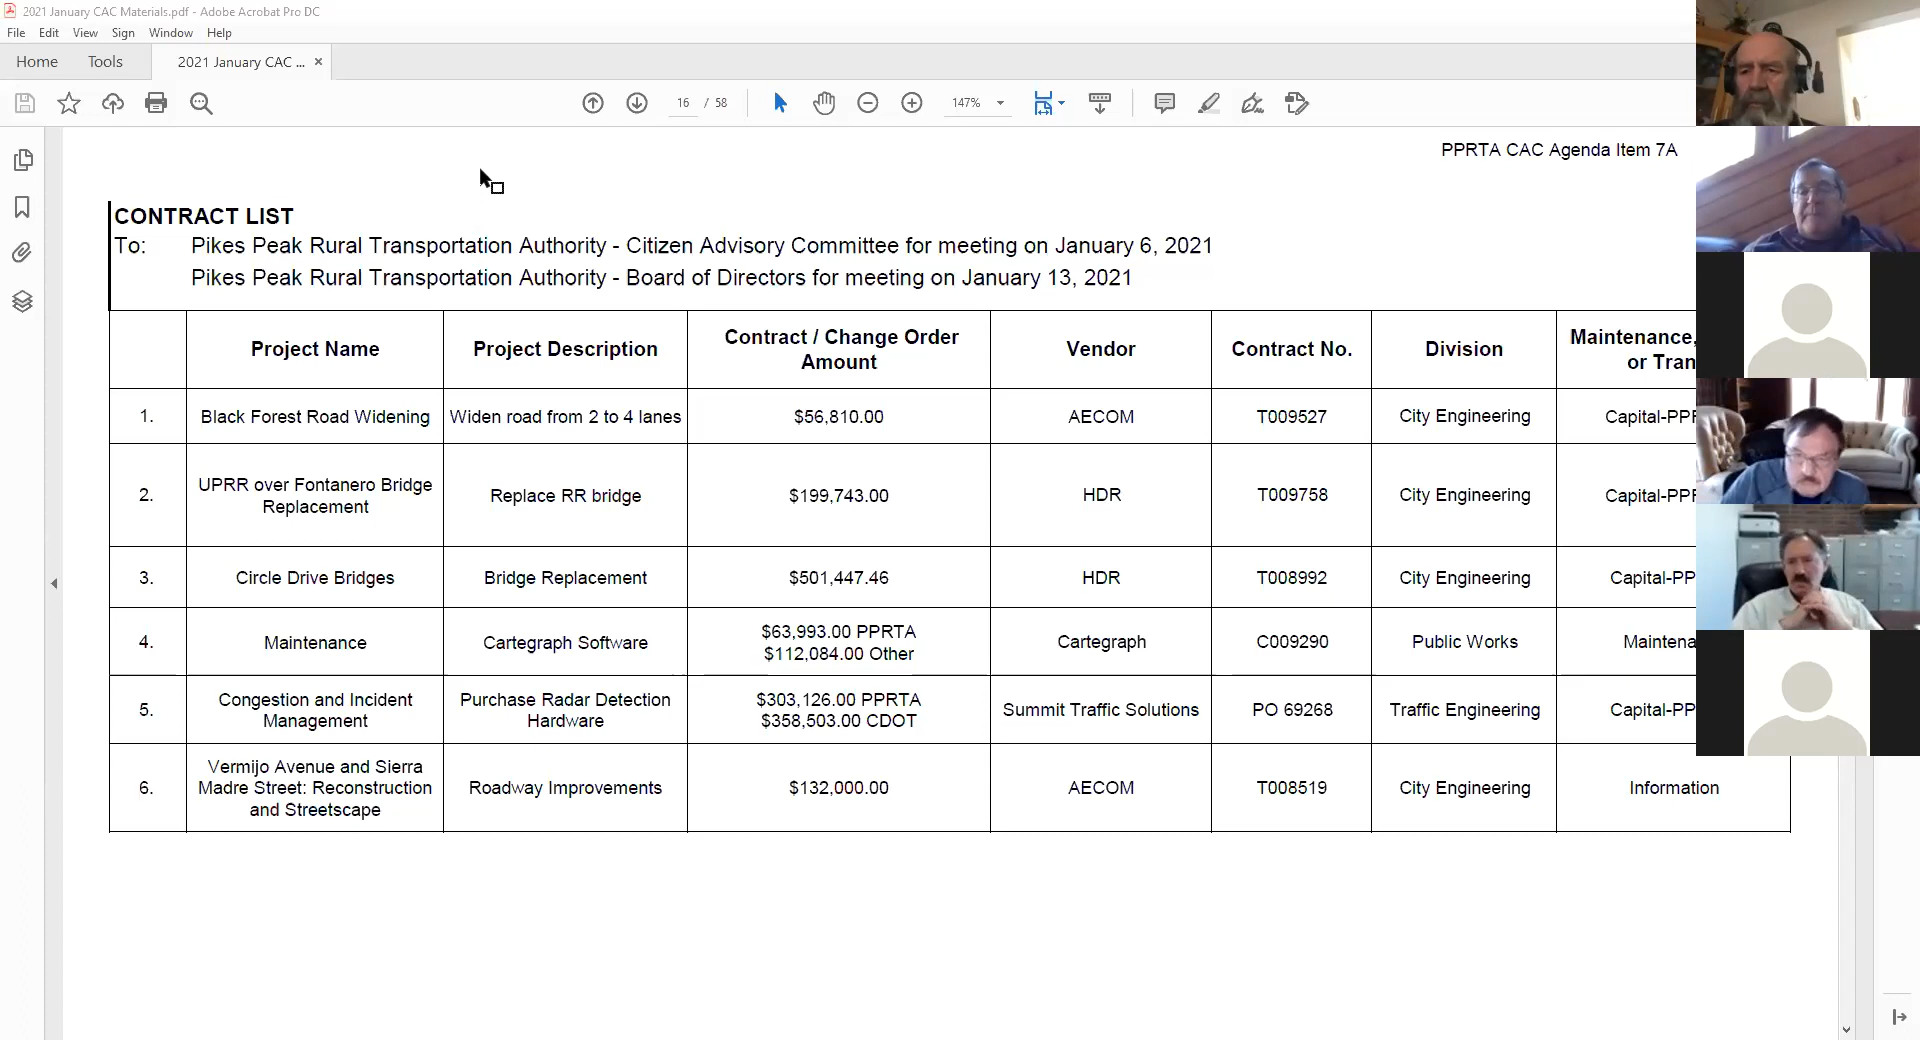 2021 January CAC Materials.pdf - Adobe Acrobat Pro DC
File Edit View Sign Window Help
Home Tools 2021 January CAC ... ×
16 / 58 147%
PPRTA CAC Agenda Item 7A
CONTRACT LIST
To: Pikes Peak Rural Transportation Authority - Citizen Advisory Committee for meeting on January 6, 2021
Pikes Peak Rural Transportation Authority - Board of Directors for meeting on January 13, 2021
Project Name Project Description Contract / Change Order Amount Vendor Contract No. Division Maintenance, or Tran
1. Black Forest Road Widening Widen road from 2 to 4 lanes $56,810.00 AECOM T009527 City Engineering Capital-PPR
2. UPRR over Fontanero Bridge Replacement Replace RR bridge $199,743.00 HDR T009758 City Engineering Capital-PPR
3. Circle Drive Bridges Bridge Replacement $501,447.46 HDR T008992 City Engineering Capital-PP
4. Maintenance Cartegraph Software $63,993.00 PPRTA $112,084.00 Other Cartegraph C009290 Public Works Maintena
5. Congestion and Incident Management Purchase Radar Detection Hardware $303,126.00 PPRTA $358,503.00 CDOT Summit Traffic Solutions PO 69268 Traffic Engineering Capital-PP
6. Vermijo Avenue and Sierra Madre Street: Reconstruction and Streetscape Roadway Improvements $132,000.00 AECOM T008519 City Engineering Information